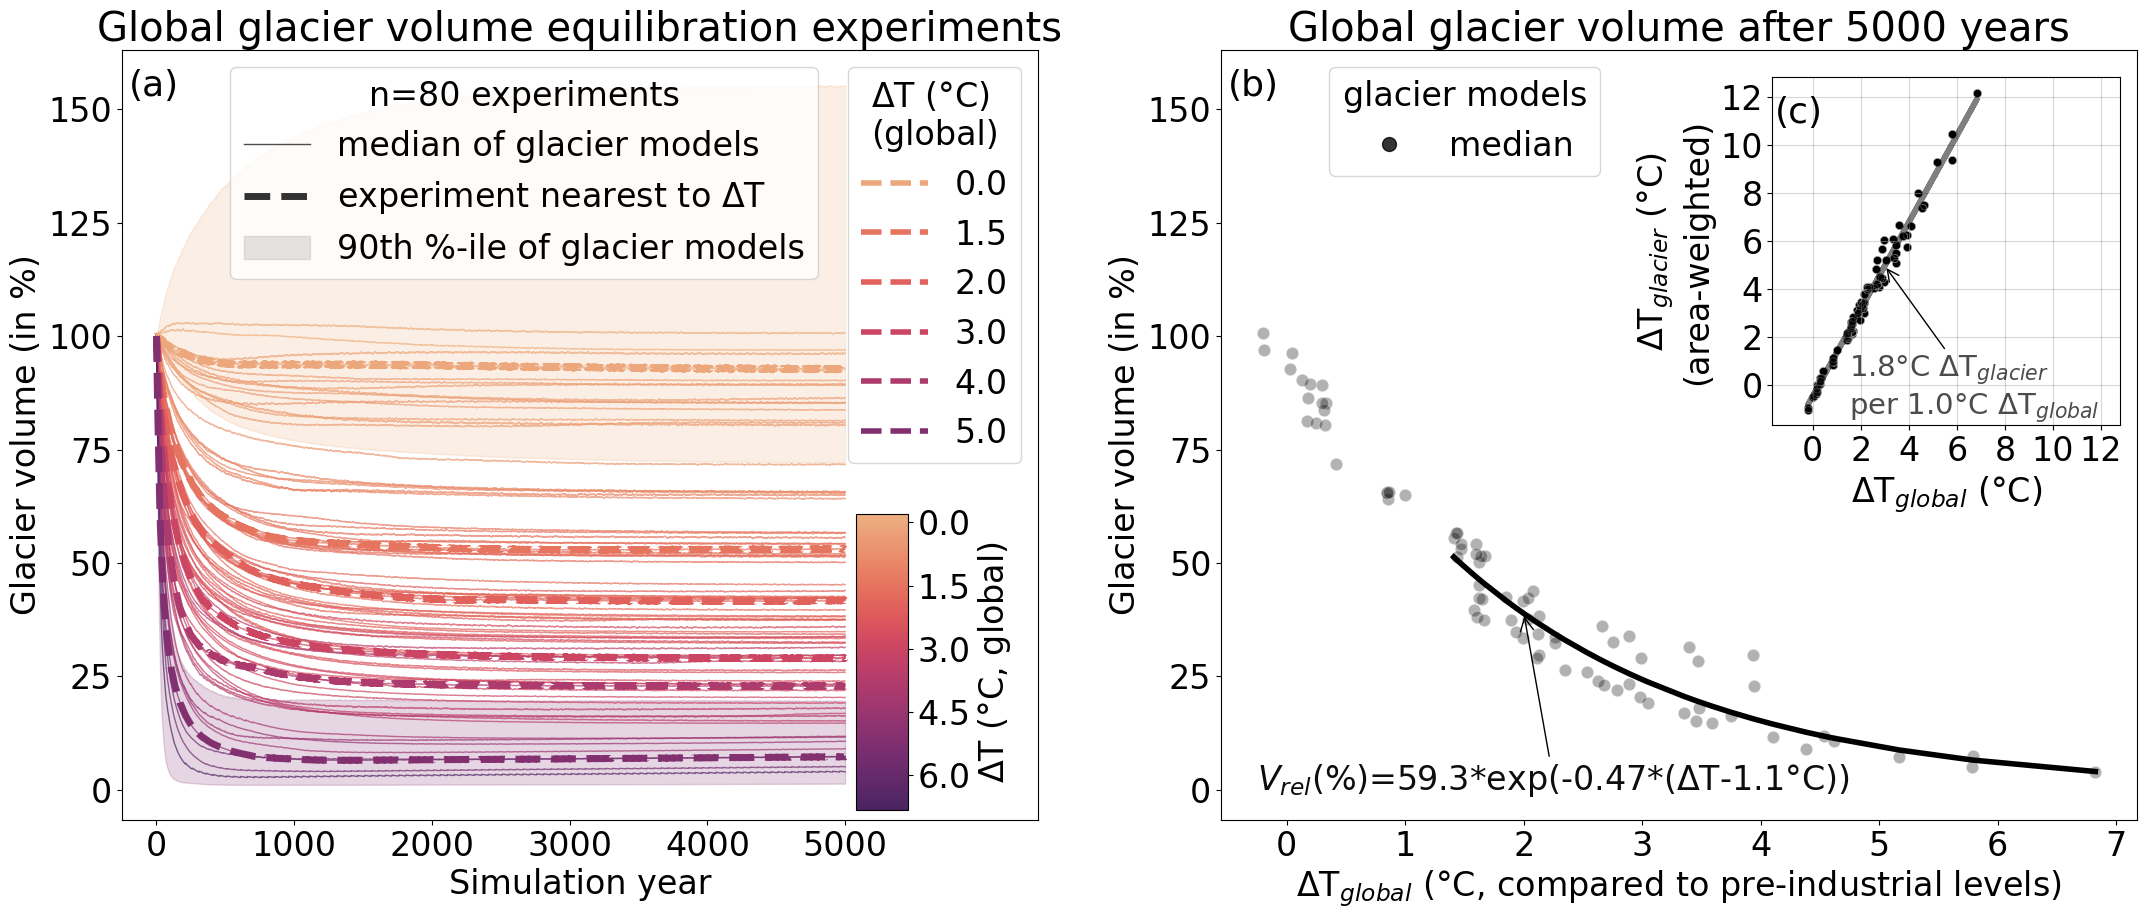 Global glacier volume equilibration experiments
(a)
n=80 experiments
median of glacier models
experiment nearest to ΔT
90th %-ile of glacier models
ΔT (°C)
(global)
0.0
1.5
2.0
3.0
4.0
5.0
Glacier volume (in %)
150
125
100
75
50
25
0
0 1000 2000 3000 4000 5000
Simulation year
0.0
1.5
3.0
4.5
6.0
ΔT (°C, global)
Global glacier volume after 5000 years
(b)
glacier models
median
Glacier volume (in %)
150
125
100
75
50
25
0
V_rel(%)=59.3*exp(-0.47*(ΔT-1.1°C))
0 1 2 3 4 5 6 7
ΔT_global (°C, compared to pre-industrial levels)
(c)
ΔT_glacier (°C)
(area-weighted)
12
10
8
6
4
2
0
1.8°C ΔT_glacier
per 1.0°C ΔT_global
0 2 4 6 8 10 12
ΔT_global (°C)